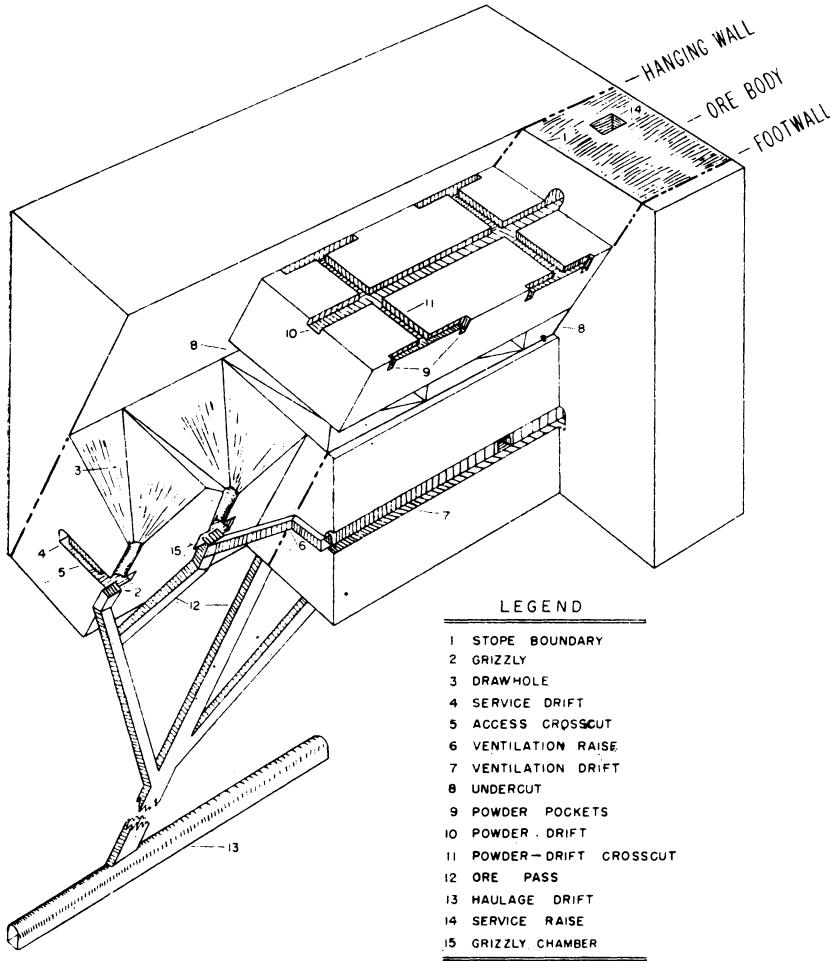 HANGING WALL
14
ORE BODY
1
FOOTWALL
11
10
8
8
9
3
7
4
15
6
5
2
12
13
LEGEND
1 STOPE BOUNDARY
2 GRIZZLY
3 DRAWHOLE
4 SERVICE DRIFT
5 ACCESS CROSSCUT
6 VENTILATION RAISE
7 VENTILATION DRIFT
8 UNDERCUT
9 POWDER POCKETS
10 POWDER DRIFT
11 POWDER-DRIFT CROSSCUT
12 ORE PASS
13 HAULAGE DRIFT
14 SERVICE RAISE
15 GRIZZLY CHAMBER